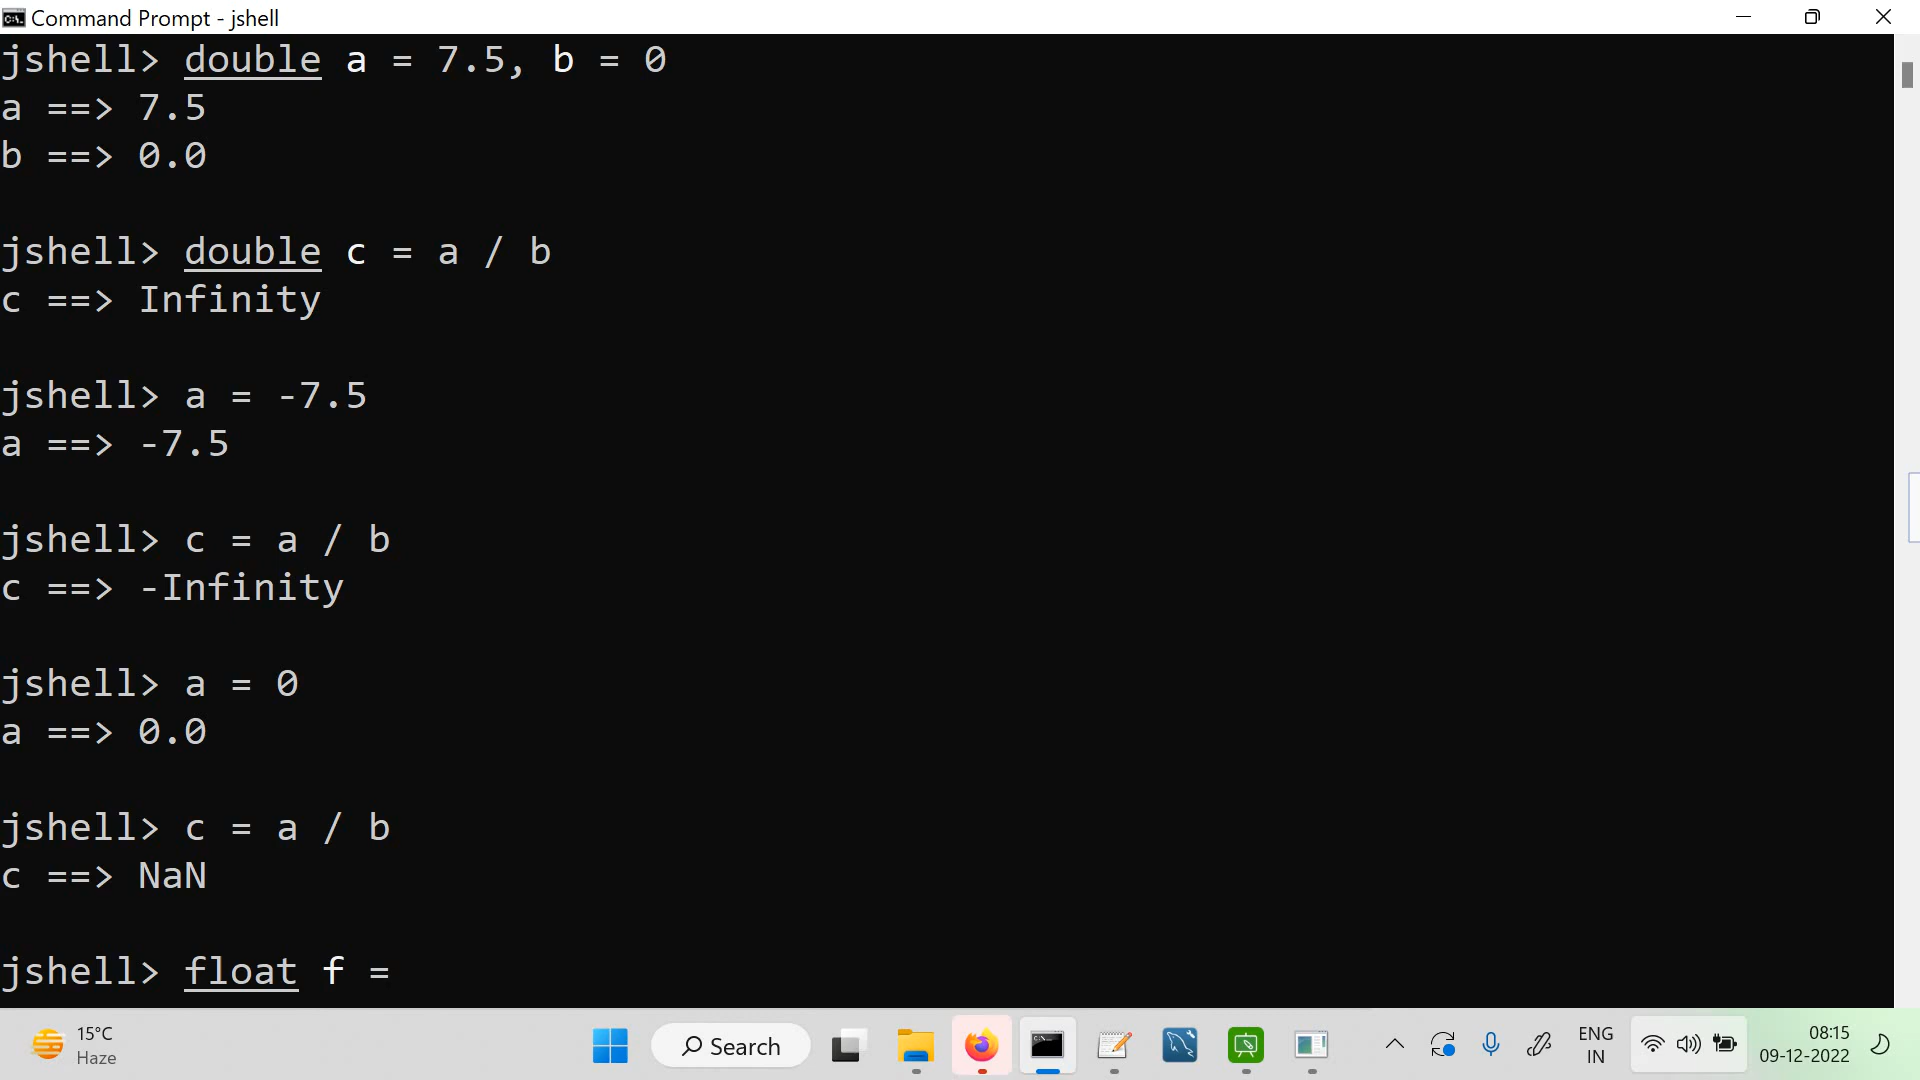 Command Prompt - jshell
jshell> double a = 7.5, b = 0
a ==> 7.5
b ==> 0.0
jshell> double c = a / b
c ==> Infinity
jshell> a = -7.5
a ==> -7.5
jshell> c = a / b
c ==> -Infinity
jshell> a = 0
a ==> 0.0
jshell> c = a / b
c ==> NaN
jshell> float f =
15°C
Haze
Search
ENG
IN
08:15
09-12-2022